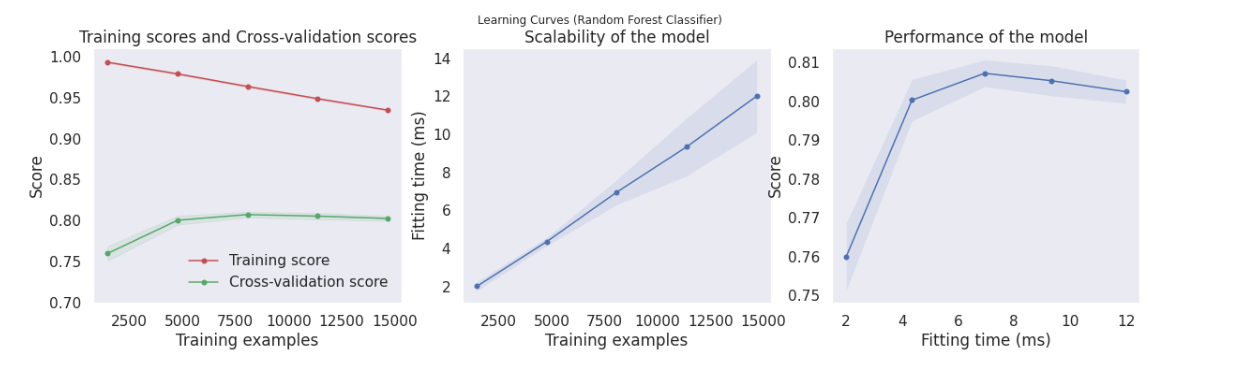 Learning Curves (Random Forest Classifier)
Training scores and Cross-validation scores
1.00
0.95
0.90
0.85
0.80
0.75
0.70
Score
Training score
Cross-validation score
2500 5000 7500 10000 12500 15000
Training examples
Scalability of the model
14
12
10
8
6
4
2
Fitting time (ms)
2500 5000 7500 10000 12500 15000
Training examples
Performance of the model
0.81
0.80
0.79
0.78
0.77
0.76
0.75
Score
2 4 6 8 10 12
Fitting time (ms)